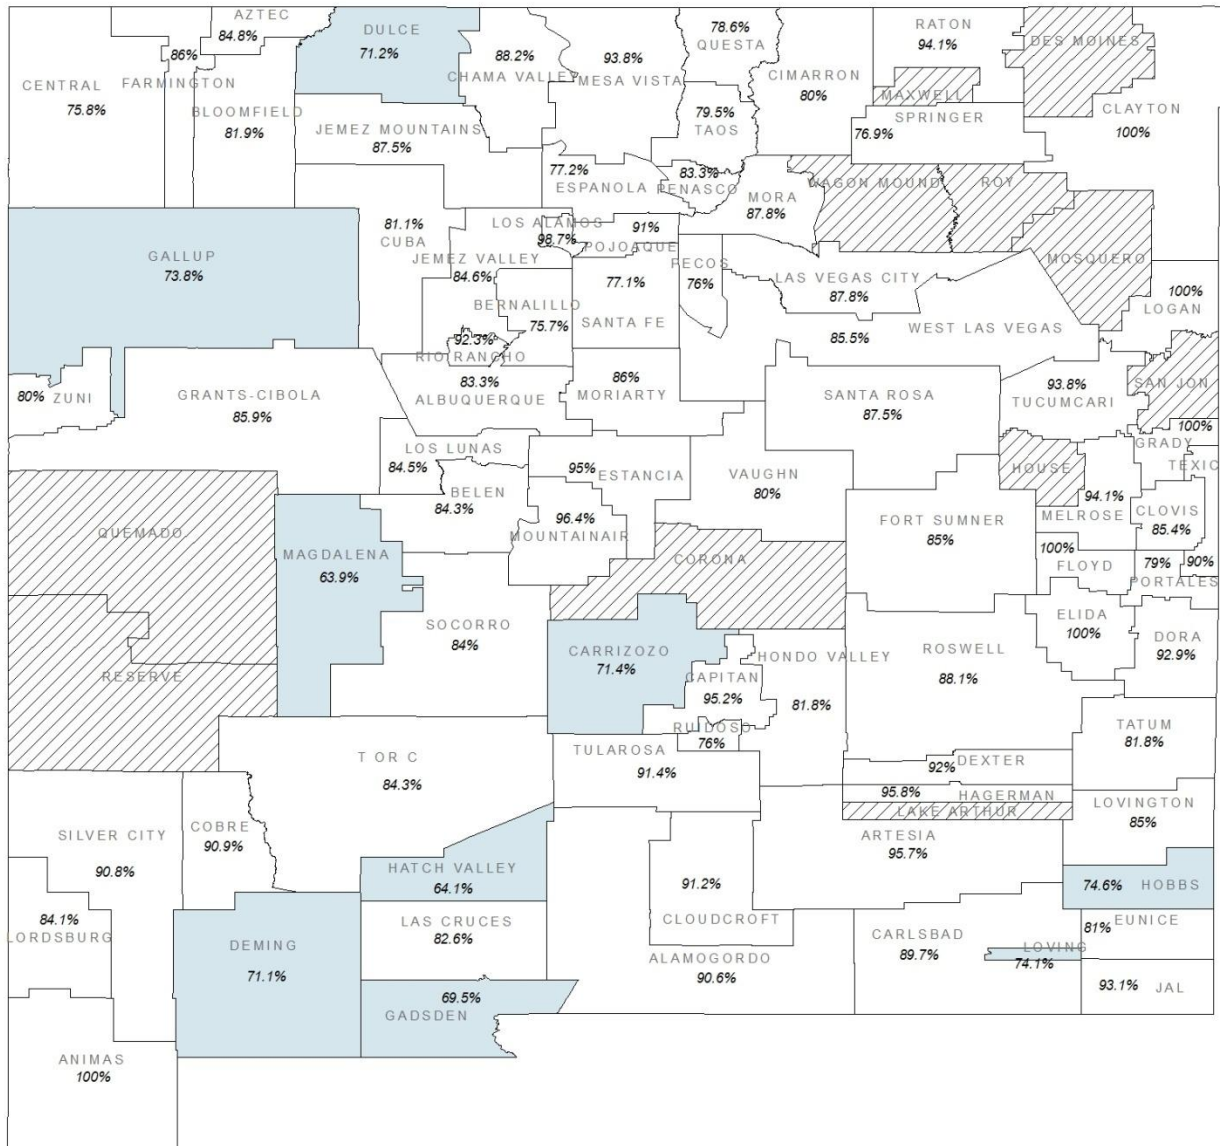 AZTEC
84.8%
DULCE
71.2%
78.6%
QUESTA
RATON
94.1%
DES MOINES
CENTRAL
75.8%
86%
FARMINGTON
88.2%
CHAMA VALLEY
93.8%
MESA VISTA
CIMARRON
80%
MAXWELL
BLOOMFIELD
81.9%
JEMEZ MOUNTAINS
87.5%
79.5%
TAOS
SPRINGER
76.9%
CLAYTON
100%
77.2%
ESPANOLA
83.3%
PENASCO
MORA
87.8%
WAGON MOUND
ROY
GALLUP
73.8%
81.1%
CUBA
LOS ALAMOS
98.7%
91%
POJOAQUE
JEMEZ VALLEY
84.6%
PECOS
76%
LAS VEGAS CITY
87.8%
MOSQUERO
BERNALILLO
75.7%
77.1%
SANTA FE
100%
LOGAN
92.3%
RIO RANCHO
85.5%
WEST LAS VEGAS
80%
ZUNI
GRANTS-CIBOLA
85.9%
83.3%
ALBUQUERQUE
86%
MORIARTY
SANTA ROSA
87.5%
93.8%
TUCUMCARI
SAN JON
LOS LUNAS
84.5%
100%
GRADY
TEXIC
95%
ESTANCIA
VAUGHN
80%
HOUSE
BELEN
84.3%
94.1%
MELROSE
CLOVIS
85.4%
QUEMADO
96.4%
MOUNTAINAIR
FORT SUMNER
85%
MAGDALENA
63.9%
CORONA
100%
FLOYD
79%
PORTALES
90%
SOCORRO
84%
ELIDA
100%
DORA
92.9%
RESERVE
CARRIZOZO
71.4%
HONDO VALLEY
81.8%
ROSWELL
88.1%
CAPITAN
95.2%
RUIDOSO
76%
TATUM
81.8%
T OR C
84.3%
TULAROSA
91.4%
92%
DEXTER
95.8%
HAGERMAN
LAKE ARTHUR
LOVINGTON
85%
SILVER CITY
90.8%
COBRE
90.9%
ARTESIA
95.7%
HATCH VALLEY
64.1%
91.2%
CLOUDCROFT
74.6%
HOBBS
84.1%
LORDSBURG
LAS CRUCES
82.6%
81%
EUNICE
DEMING
71.1%
ALAMOGORDO
90.6%
CARLSBAD
89.7%
LOVING
74.1%
69.5%
GADSDEN
93.1%
JAL
ANIMAS
100%